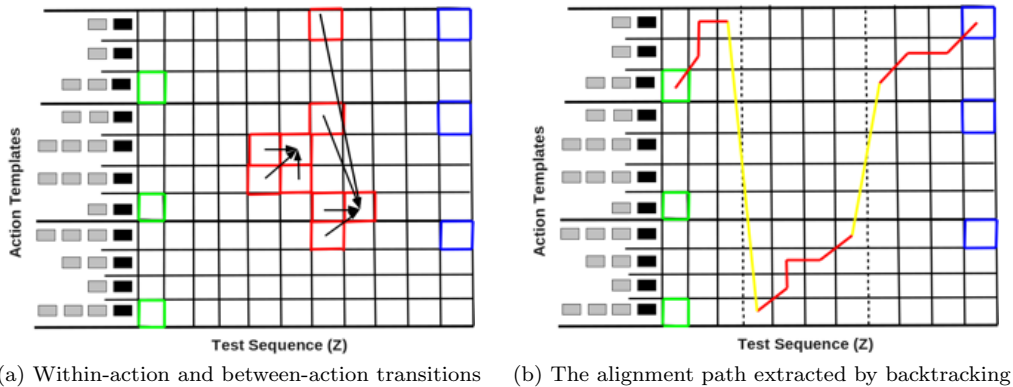 Action Templates
Test Sequence (Z)
(a) Within-action and between-action transitions
Action Templates
Test Sequence (Z)
(b) The alignment path extracted by backtracking